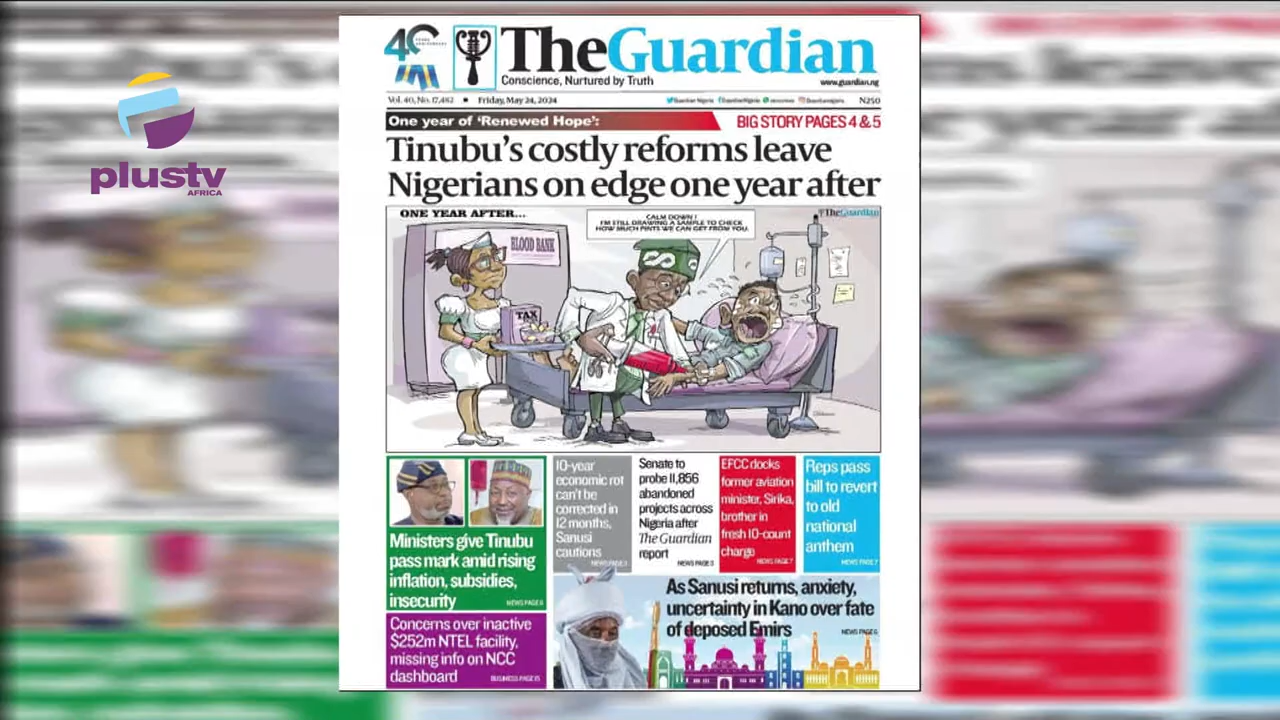 plustv
AFRICA
40 YEARS ANNIVERSARY
TheGuardian
Conscience, Nurtured by Truth
www.guardian.ng
Vol. 40, No. 17,482 • Friday, May 24, 2024
N250
One year of ‘Renewed Hope’:
BIG STORY PAGES 4 & 5
Tinubu’s costly reforms leave
Nigerians on edge one year after
ONE YEAR AFTER...
CALM DOWN !
I'M STILL DRAWING A SAMPLE TO CHECK
HOW MUCH PINTS WE CAN GET FROM YOU.
TheGuardian
BLOOD BANK
TAX
Ministers give Tinubu
pass mark amid rising
inflation, subsidies,
insecurity
NEWS PAGE 6
Concerns over inactive
$252m NTEL facility,
missing info on NCC
dashboard
BUSINESS PAGE 15
10-year
economic rot
can’t be
corrected in
12 months,
Sanusi
cautions
NEWS PAGE 3
Senate to
probe 11,856
abandoned
projects across
Nigeria after
The Guardian
report
NEWS PAGE 3
EFCC docks
former aviation
minister, Sirika,
brother in
fresh 10-count
charge
NEWS PAGE 7
Reps pass
bill to revert
to old
national
anthem
NEWS PAGE 7
As Sanusi returns, anxiety,
uncertainty in Kano over fate
of deposed Emirs
NEWS PAGE 6